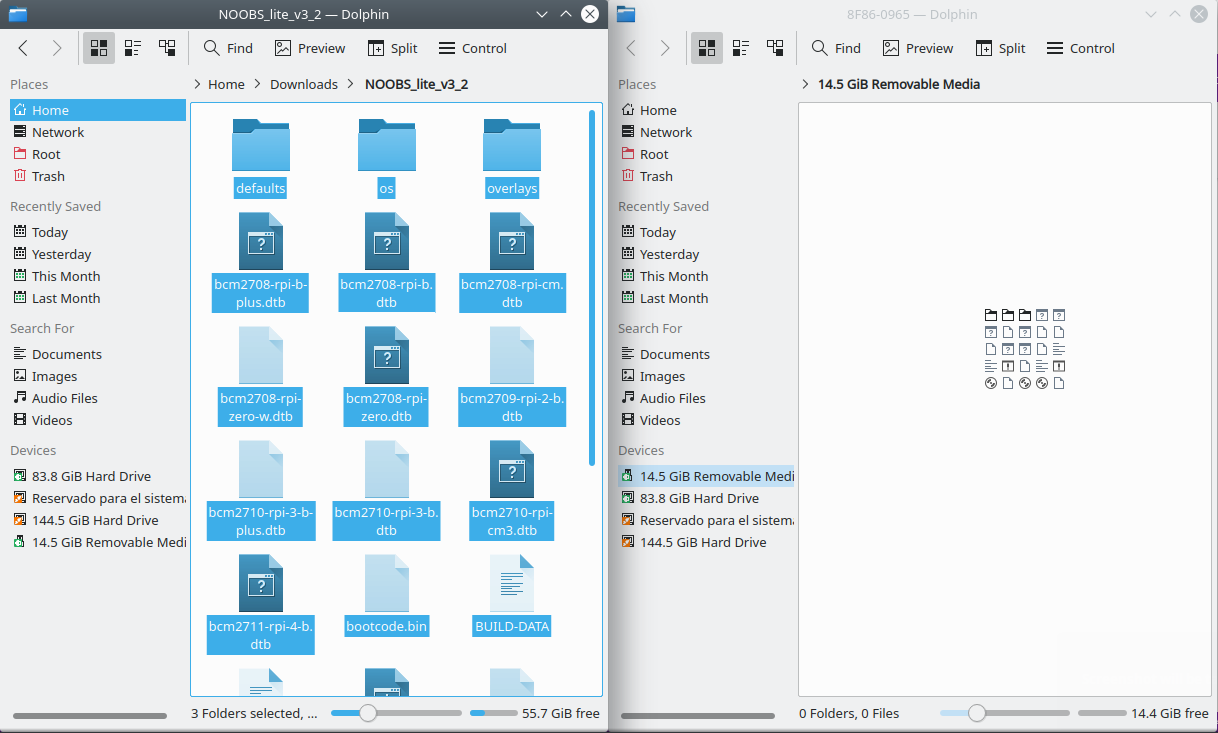 NOOBS_lite_v3_2 — Dolphin
Find
Preview
Split
Control
Places
Home
Network
Root
Trash
Recently Saved
Today
Yesterday
This Month
Last Month
Search For
Documents
Images
Audio Files
Videos
Devices
83.8 GiB Hard Drive
Reservado para el sistema
144.5 GiB Hard Drive
14.5 GiB Removable Medi
Home
Downloads
NOOBS_lite_v3_2
defaults
os
overlays
bcm2708-rpi-b-
plus.dtb
bcm2708-rpi-b.
dtb
bcm2708-rpi-cm.
dtb
bcm2708-rpi-
zero-w.dtb
bcm2708-rpi-
zero.dtb
bcm2709-rpi-2-b.
dtb
bcm2710-rpi-3-b-
plus.dtb
bcm2710-rpi-3-b.
dtb
bcm2710-rpi-
cm3.dtb
bcm2711-rpi-4-b.
dtb
bootcode.bin
BUILD-DATA
3 Folders selected, ...
55.7 GiB free
8F86-0965 — Dolphin
Find
Preview
Split
Control
Places
Home
Network
Root
Trash
Recently Saved
Today
Yesterday
This Month
Last Month
Search For
Documents
Images
Audio Files
Videos
Devices
14.5 GiB Removable Medi
83.8 GiB Hard Drive
Reservado para el sistema
144.5 GiB Hard Drive
14.5 GiB Removable Media
0 Folders, 0 Files
14.4 GiB free